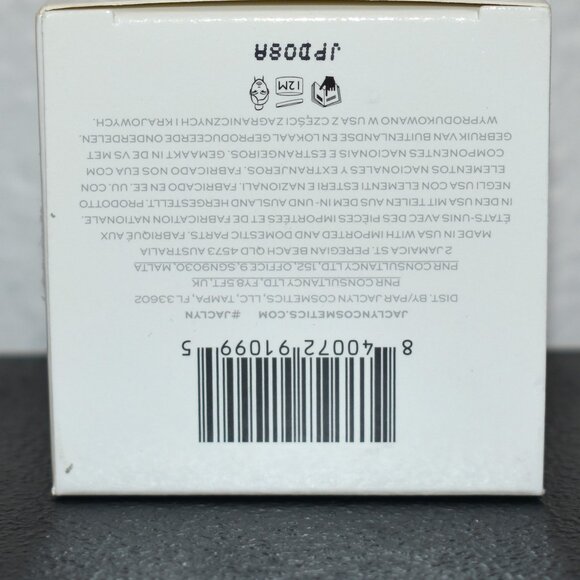 8 40072 91099 5
JACLYNCOSMETICS.COM #JACLYN
DIST. BY/PAR JACLYN COSMETICS, LLC, TAMPA, FL 33602
PNR CONSULTANCY LTD, EY8 5FT, UK
PNR CONSULTANCY LTD, 152, OFFICE 9, SGN9030, MALTA
2 JAMAICA ST. PEREGIAN BEACH QLD 4573 AUSTRALIA
MADE IN USA WITH IMPORTED AND DOMESTIC PARTS. FABRIQUÉ AUX
ÉTATS-UNIS AVEC DES PIÈCES IMPORTÉES ET DE FABRICATION NATIONALE.
IN DEN USA MIT TEILEN AUS DEM IN- UND AUSLAND HERGESTELLT. PRODOTTO
NEGLI USA CON ELEMENTI ESTERI E NAZIONALI. FABRICADO EN EE. UU. CON
ELEMENTOS NACIONALES Y EXTRANJEROS. FABRICADO NOS EUA COM
COMPONENTES NACIONAIS E ESTRANGEIROS. GEMAAKT IN DE VS MET
GEBRUIK VAN BUITENLANDSE EN LOKAAL GEPRODUCEERDE ONDERDELEN.
WYPRODUKOWANO W USA Z CZĘŚCI ZAGRANICZNYCH I KRAJOWYCH.
12M
JPD08A